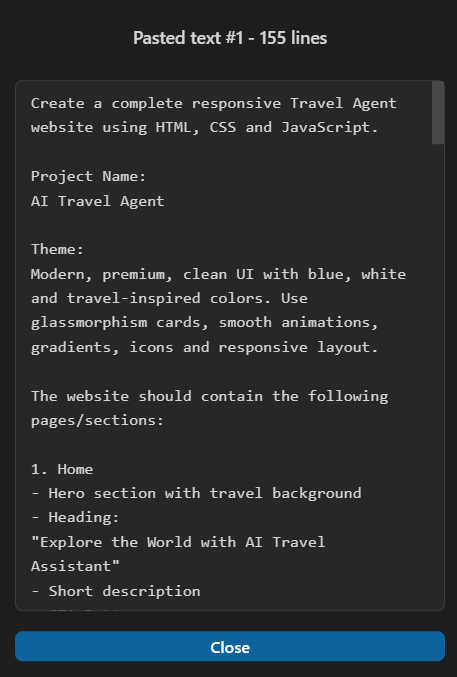 Pasted text #1 - 155 lines
Create a complete responsive Travel Agent
website using HTML, CSS and JavaScript.
Project Name:
AI Travel Agent
Theme:
Modern, premium, clean UI with blue, white
and travel-inspired colors. Use
glassmorphism cards, smooth animations,
gradients, icons and responsive layout.
The website should contain the following
pages/sections:
1. Home
- Hero section with travel background
- Heading:
"Explore the World with AI Travel
Assistant"
- Short description
Close